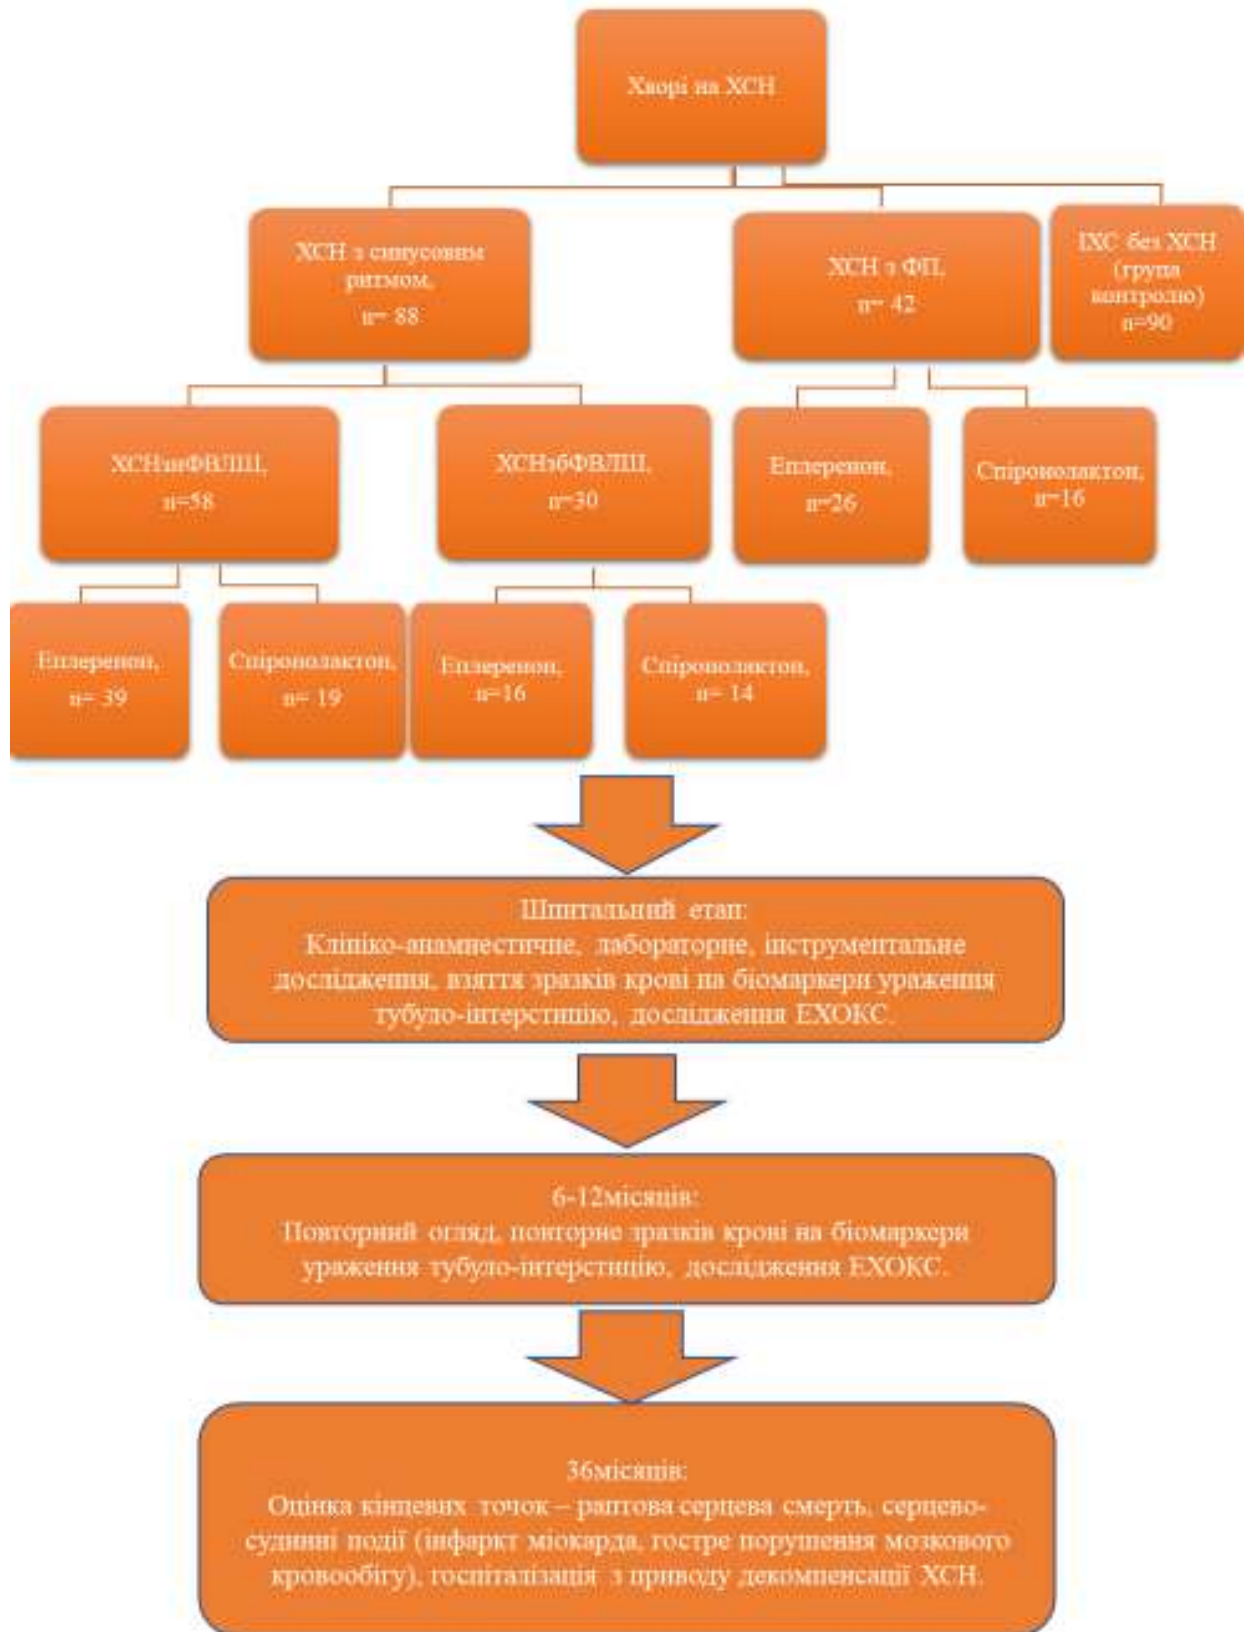 Хворі на ХСН
ХСН з синусовим
ритмом,
n= 88
ХСН з ФП,
n= 42
ІХС без ХСН
(група
контролю)
n=90
ХСНзнФВЛШ,
n=58
ХСНзбФВЛШ,
n=30
Еплеренон,
n=26
Спіронолактон,
n=16
Еплеренон,
n= 39
Спіронолактон,
n= 19
Еплеренон,
n=16
Спіронолактон,
n= 14
Шпитальний етап:
Клініко-анамнестичне, лабораторне, інструментальне
дослідження, взяття зразків крові на біомаркери ураження
тубуло-інтерстицію, дослідження ЕХОКС.
6-12місяців:
Повторний огляд, повторне зразків крові на біомаркери
ураження тубуло-інтерстицію, дослідження ЕХОКС.
36місяців:
Оцінка кінцевих точок – раптова серцева смерть, серцево-
судинні події (інфаркт міокарда, гостре порушення мозкового
кровообігу), госпіталізація з приводу декомпенсації ХСН.